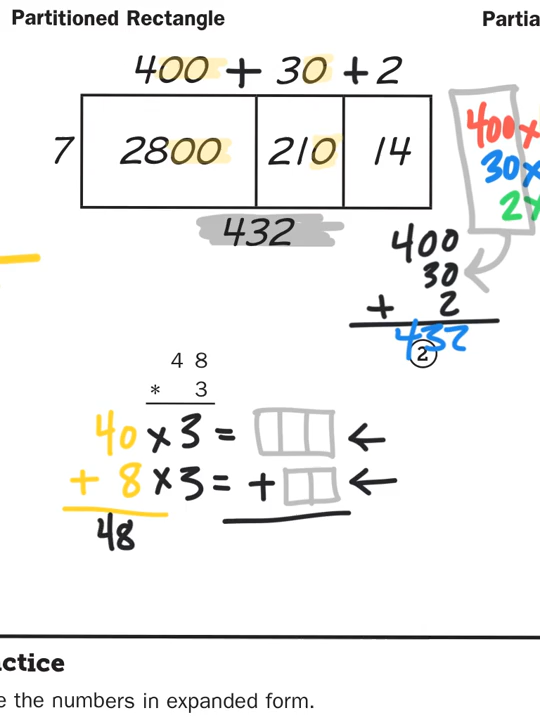 Partitioned Rectangle
Partia
400 + 30 + 2
7 2800 210 14
432
400x
30x
2x
400
30
+ 2
432
2
4 8
* 3
40 x 3 = ←
+ 8 x 3 = + ←
48
ctice
e the numbers in expanded form.